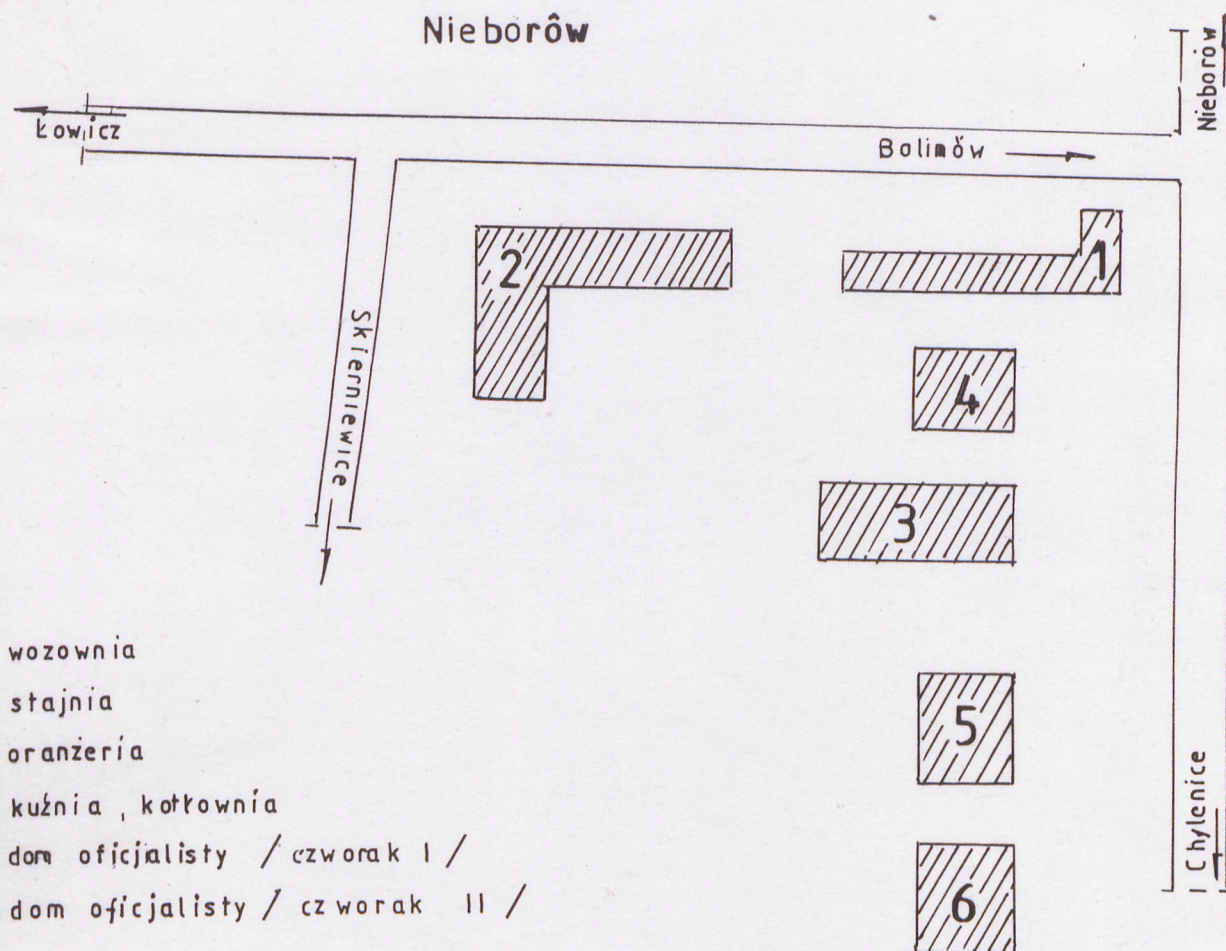 Nieborów
Nieborów
Łowicz
Bolimów
Skierniewice
2
1
4
3
5
6
Chylenice
wozownia
stajnia
oranżeria
kuźnia , kotłownia
dom oficjalisty / czworak I /
dom oficjalisty / czworak II /